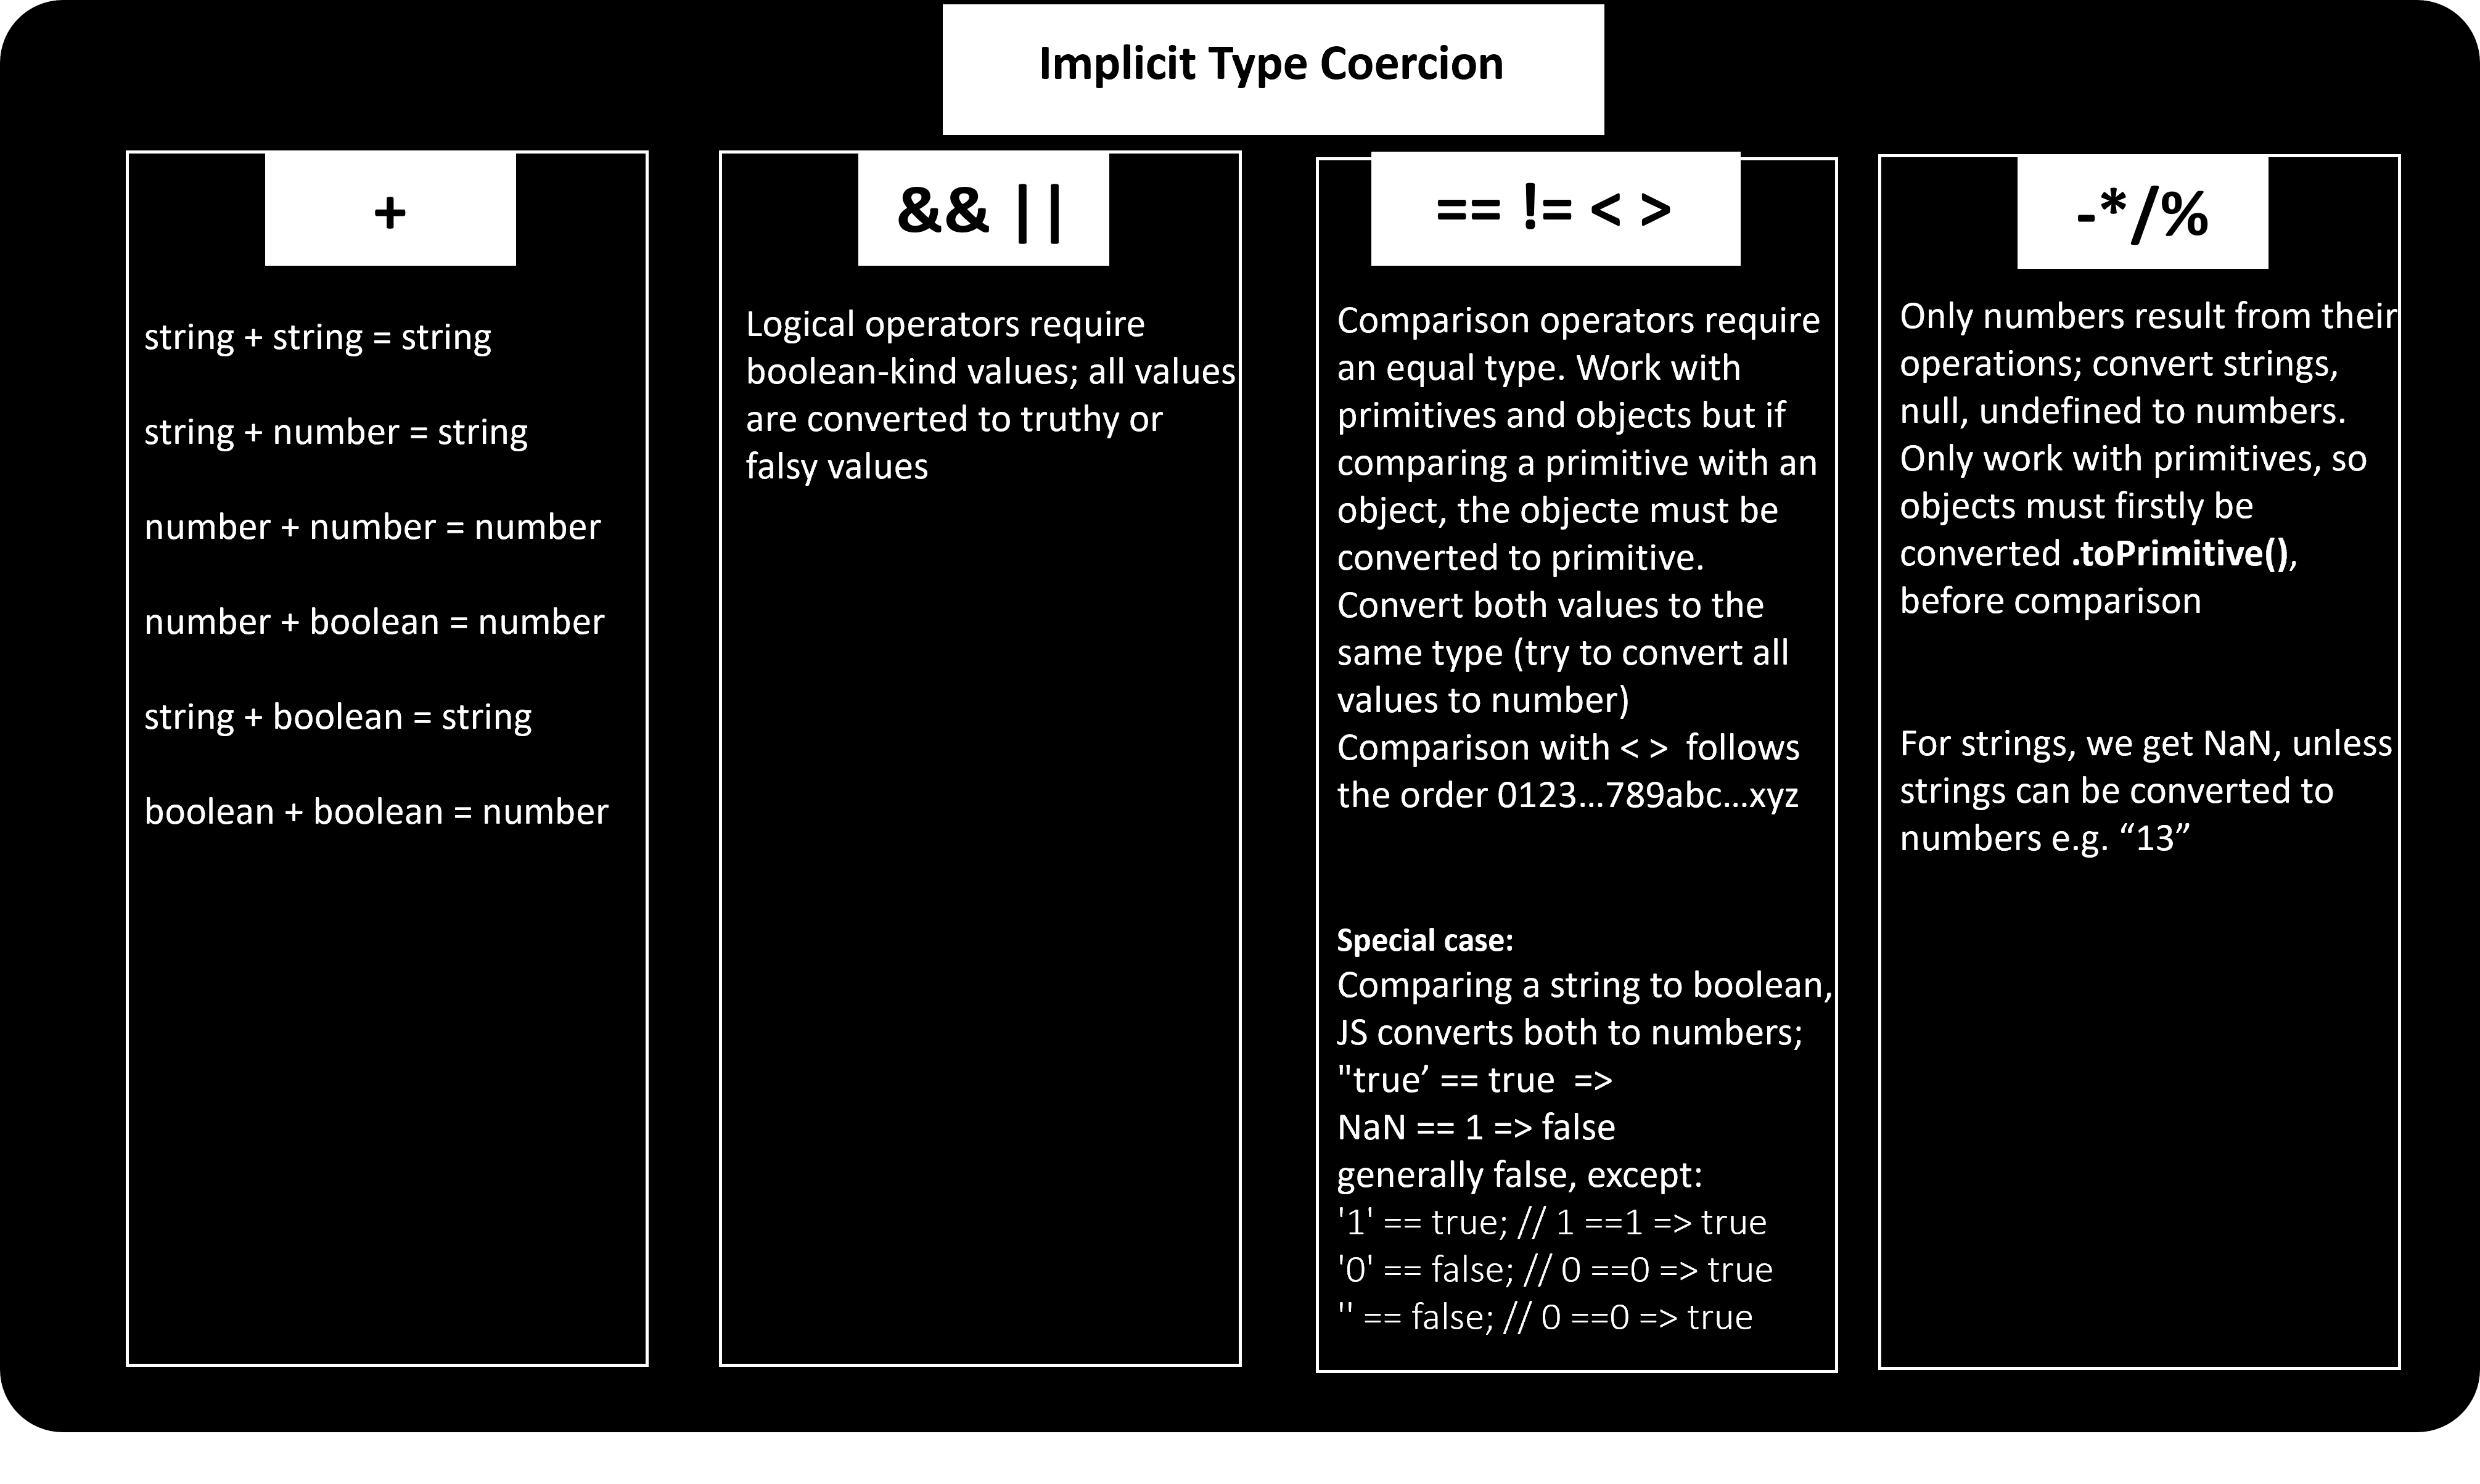 Implicit Type Coercion
+
string + string = string
string + number = string
number + number = number
number + boolean = number
string + boolean = string
boolean + boolean = number
&& ||
Logical operators require
boolean-kind values; all values
are converted to truthy or
falsy values
== != < >
Comparison operators require
an equal type. Work with
primitives and objects but if
comparing a primitive with an
object, the objecte must be
converted to primitive.
Convert both values to the
same type (try to convert all
values to number)
Comparison with < >  follows
the order 0123...789abc...xyz
Special case:
Comparing a string to boolean,
JS converts both to numbers;
"true’ == true  =>
NaN == 1 => false
generally false, except:
'1' == true; // 1 ==1 => true
'0' == false; // 0 ==0 => true
'' == false; // 0 ==0 => true
-*/%
Only numbers result from their
operations; convert strings,
null, undefined to numbers.
Only work with primitives, so
objects must firstly be
converted .toPrimitive(),
before comparison
For strings, we get NaN, unless
strings can be converted to
numbers e.g. “13”